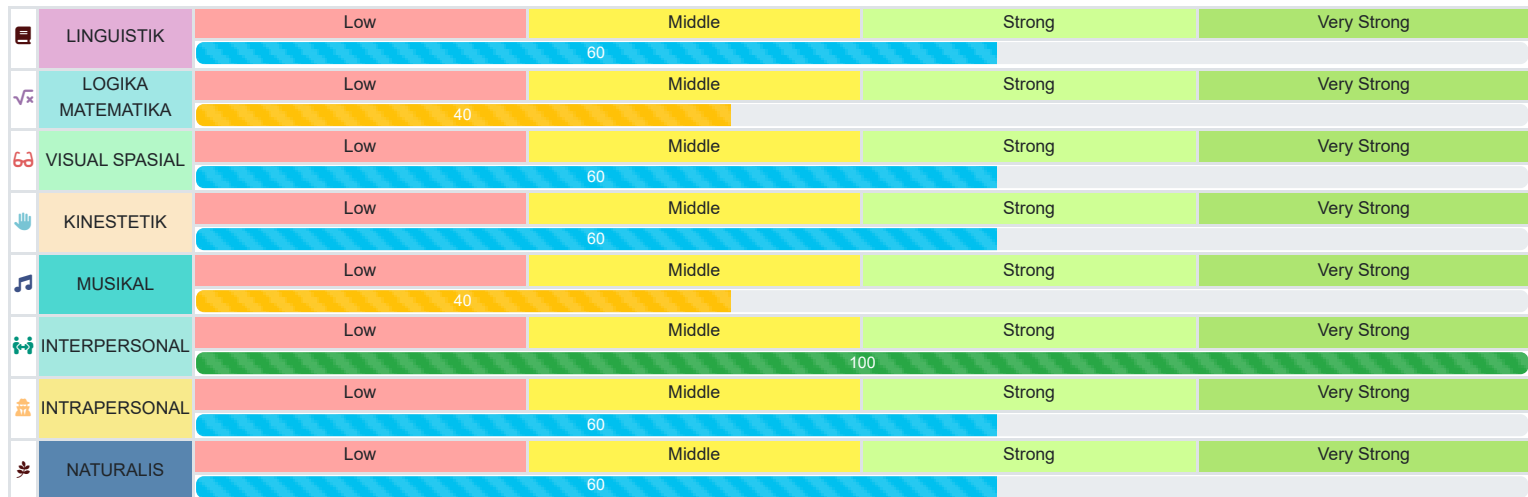 LINGUISTIK
Low Middle Strong Very Strong
60
LOGIKA
MATEMATIKA
Low Middle Strong Very Strong
40
VISUAL SPASIAL
Low Middle Strong Very Strong
60
KINESTETIK
Low Middle Strong Very Strong
60
MUSIKAL
Low Middle Strong Very Strong
40
INTERPERSONAL
Low Middle Strong Very Strong
100
INTRAPERSONAL
Low Middle Strong Very Strong
60
NATURALIS
Low Middle Strong Very Strong
60